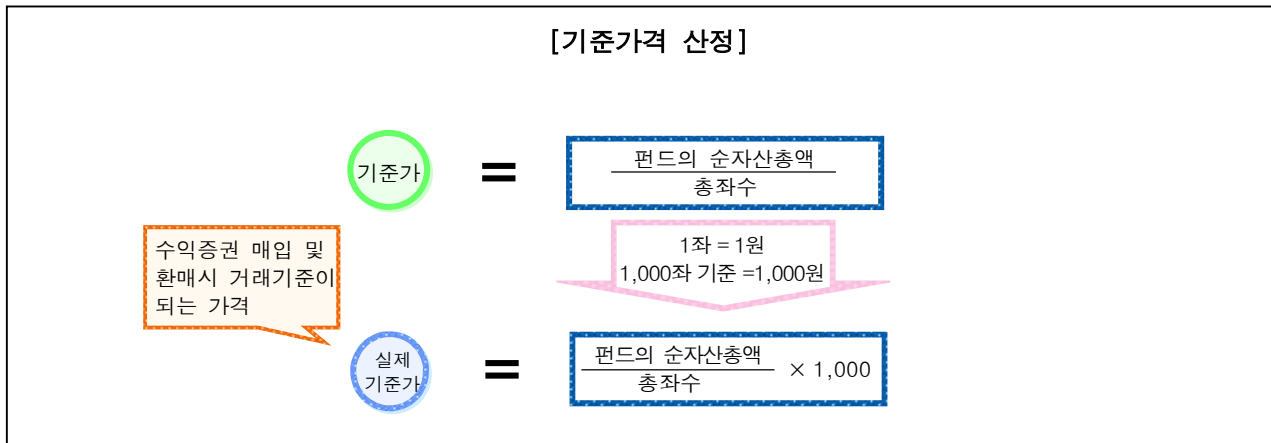 [기준가격 산정]
기준가
=
펀드의 순자산총액
총좌수
1좌 = 1원
1,000좌 기준 =1,000원
수익증권 매입 및
환매시 거래기준이
되는 가격
실제
기준가
=
펀드의 순자산총액
총좌수
× 1,000